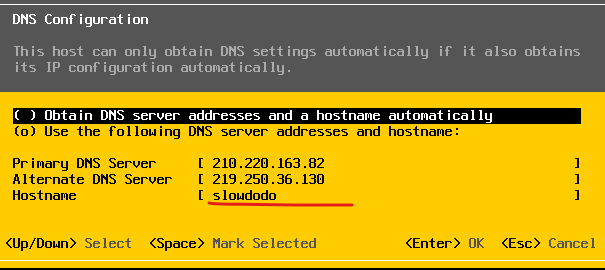 DNS Configuration
This host can only obtain DNS settings automatically if it also obtains
its IP configuration automatically.
( ) Obtain DNS server addresses and a hostname automatically
(o) Use the following DNS server addresses and hostname:
Primary DNS Server [ 210.220.163.82 ]
Alternate DNS Server [ 219.250.36.130 ]
Hostname [ slowdodo ]
<Up/Down> Select <Space> Mark Selected <Enter> OK <Esc> Cancel